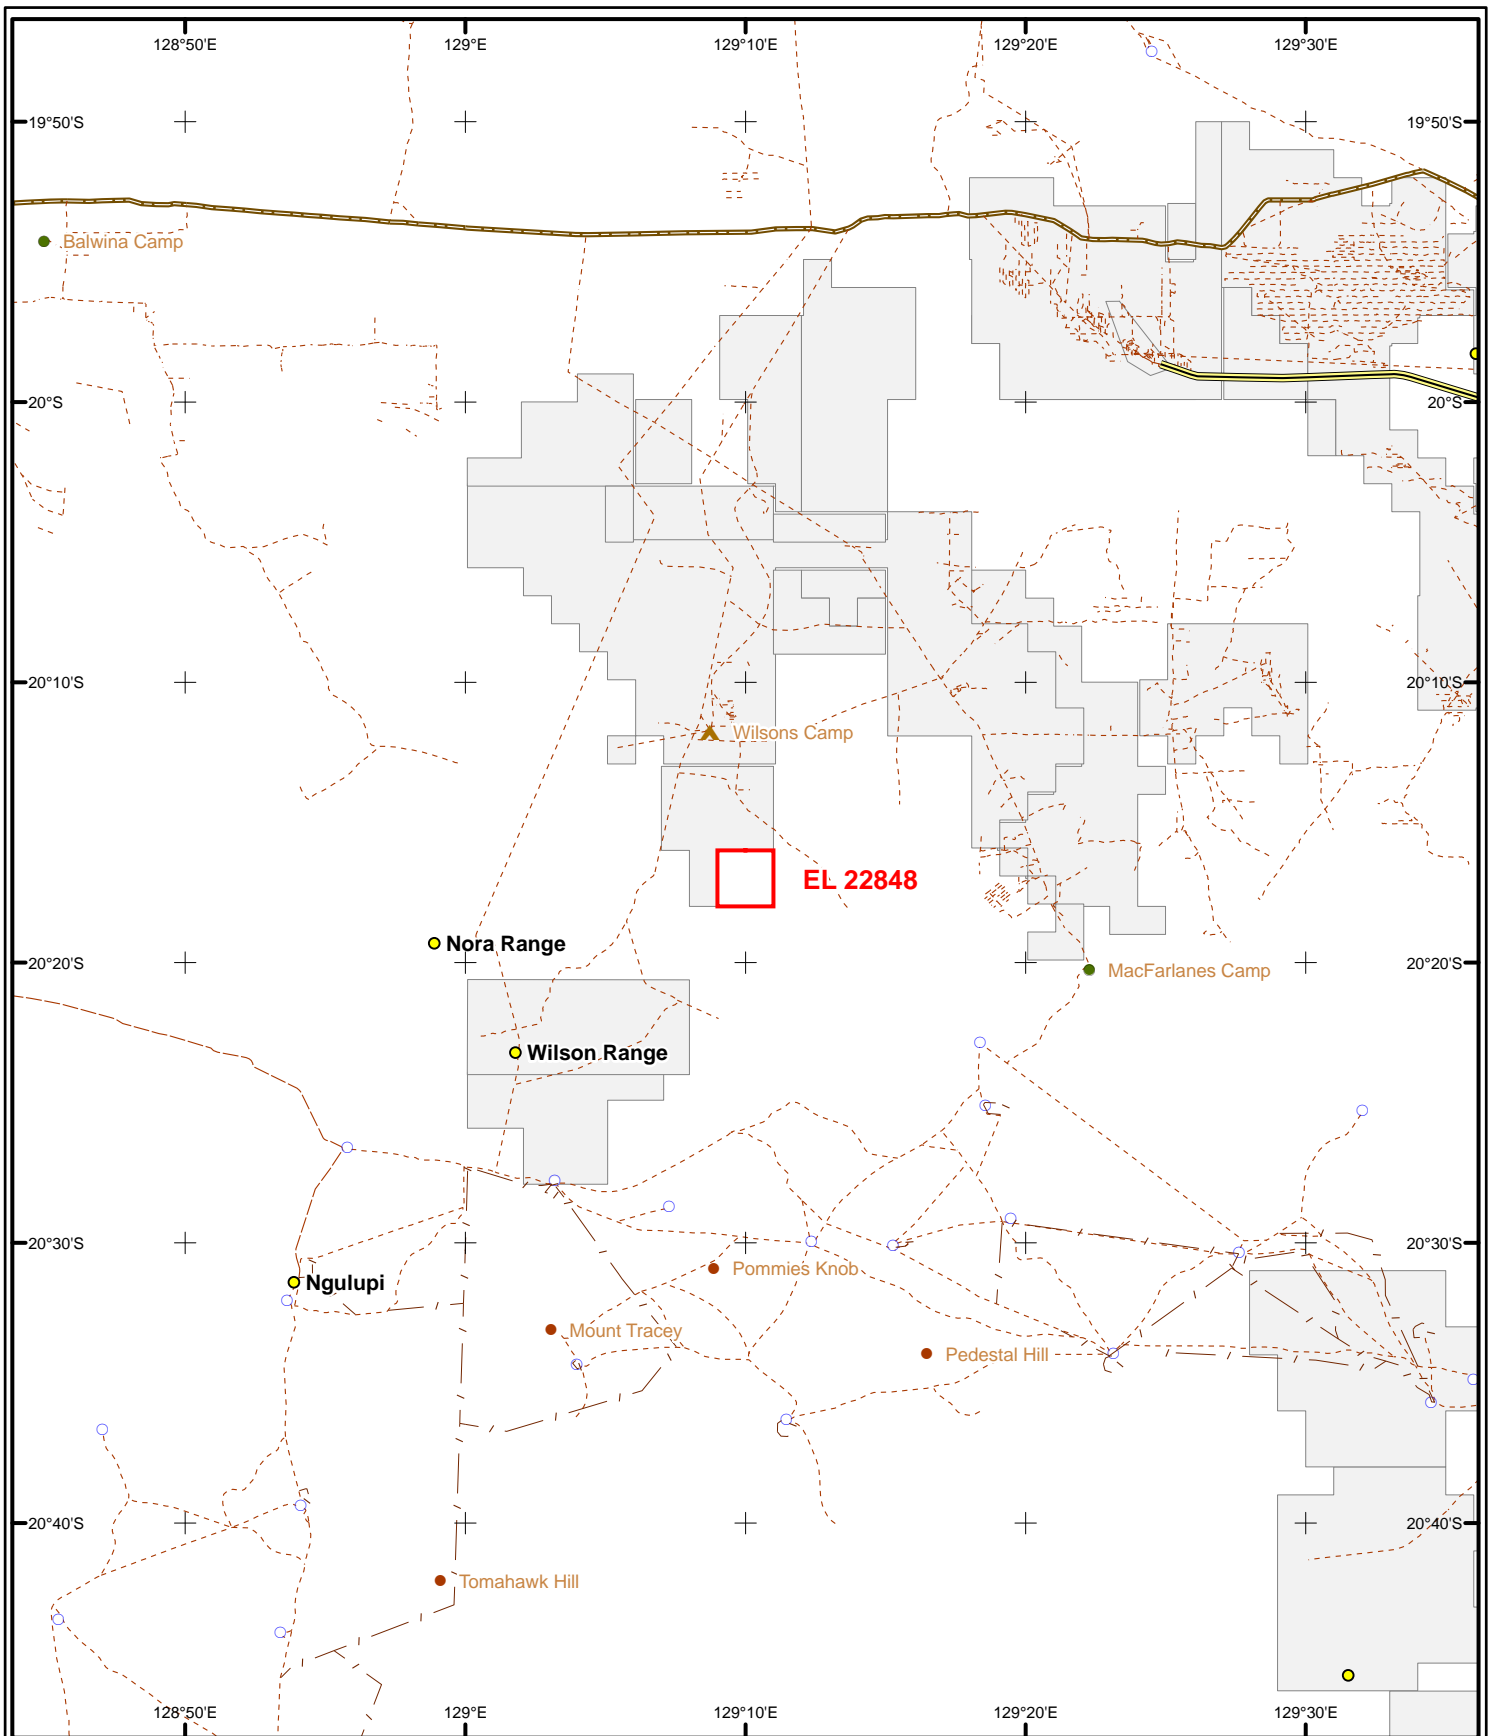 128°50'E
129°E
129°10'E
129°20'E
129°30'E
19°50'S
19°50'S
Balwina Camp
20°S
20°S
20°10'S
20°10'S
Wilsons Camp
EL 22848
Nora Range
20°20'S
20°20'S
MacFarlanes Camp
Wilson Range
20°30'S
20°30'S
Pommies Knob
Ngulupi
Mount Tracey
Pedestal Hill
20°40'S
20°40'S
Tomahawk Hill
128°50'E
129°E
129°10'E
129°20'E
129°30'E